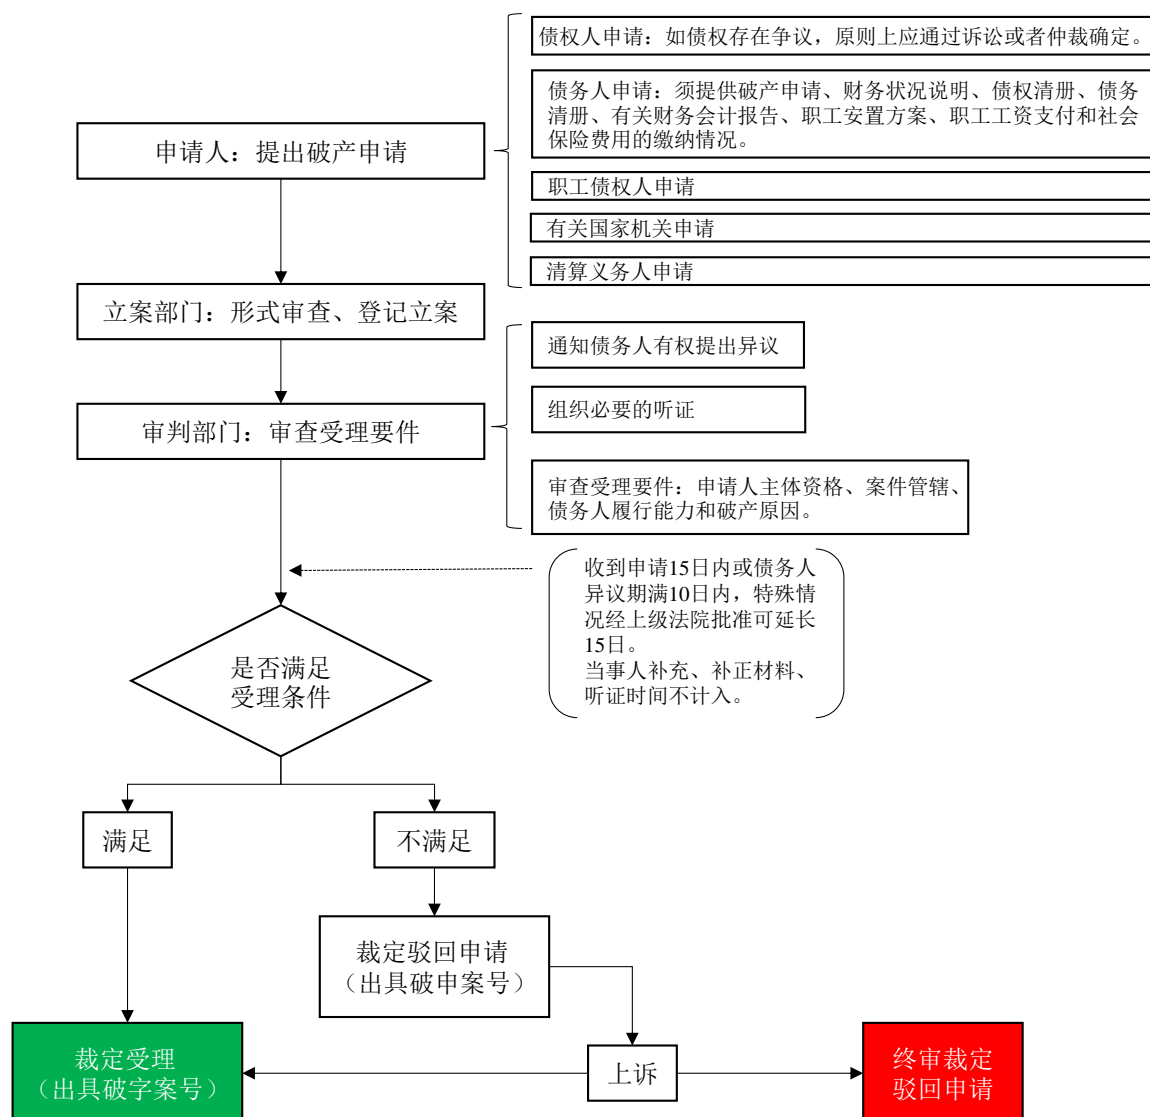 债权人申请：如债权存在争议，原则上应通过诉讼或者仲裁确定。
债务人申请：须提供破产申请、财务状况说明、债权清册、债务
清册、有关财务会计报告、职工安置方案、职工工资支付和社会
保险费用的缴纳情况。
申请人：提出破产申请
职工债权人申请
有关国家机关申请
清算义务人申请
立案部门：形式审查、登记立案
通知债务人有权提出异议
组织必要的听证
审判部门：审查受理要件
审查受理要件：申请人主体资格、案件管辖、
债务人履行能力和破产原因。
收到申请15日内或债务人
异议期满10日内，特殊情
况经上级法院批准可延长
15日。
当事人补充、补正材料、
听证时间不计入。
是否满足
受理条件
满足
不满足
裁定驳回申请
（出具破申案号）
裁定受理
（出具破字案号）
上诉
终审裁定
驳回申请